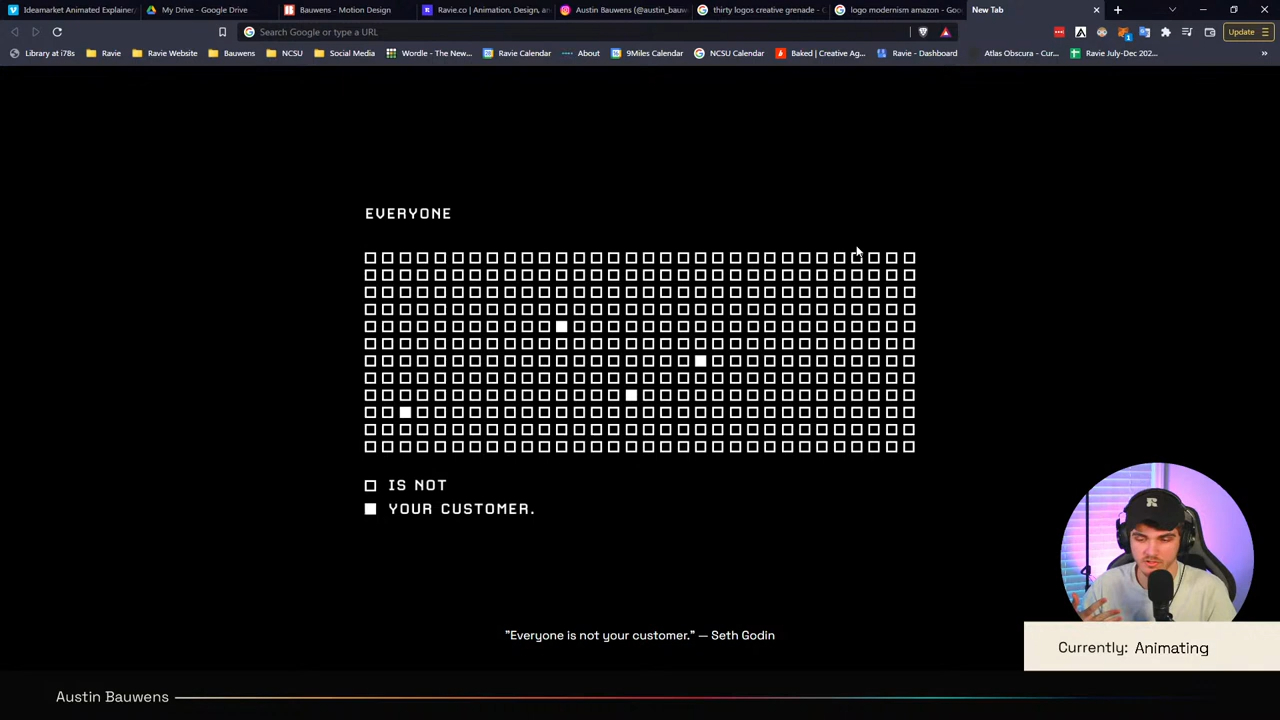 Ideamarket Animated Explainer/
My Drive - Google Drive
Bauwens - Motion Design
Ravie.co | Animation, Design, an
Austin Bauwens (@austin_bauw
thirty logos creative grenade - G
logo modernism amazon - Goo
New Tab
Search Google or type a URL
Update
Library at i78s
Ravie
Ravie Website
Bauwens
NCSU
Social Media
Wordle - The New...
Ravie Calendar
9Miles Calendar
About
NCSU Calendar
Baked | Creative Ag...
Ravie - Dashboard
Atlas Obscura - Cur...
Ravie July-Dec 202...
EVERYONE
IS NOT
YOUR CUSTOMER.
"Everyone is not your customer." — Seth Godin
Currently: Animating
Austin Bauwens